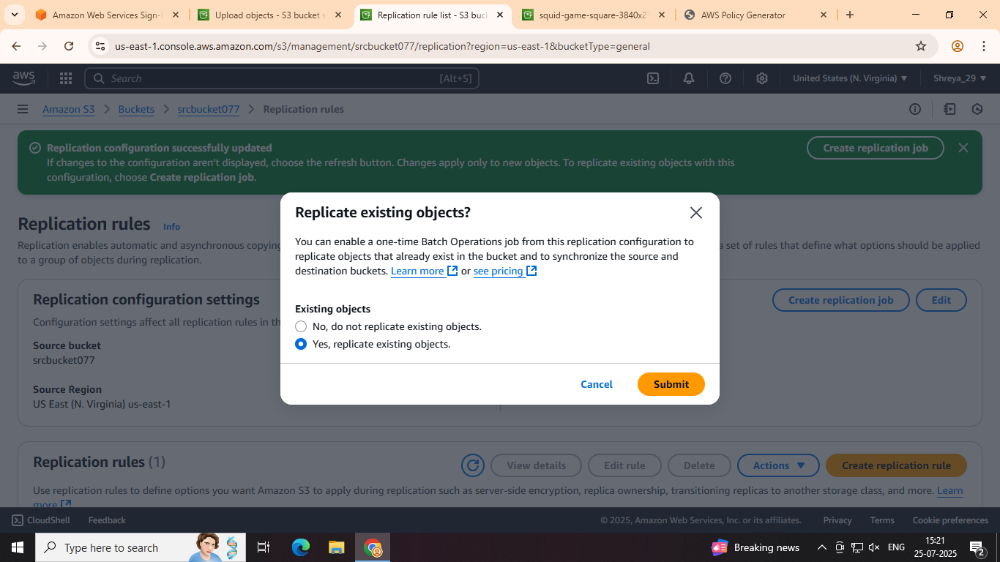 Amazon Web Services Sign-I
Upload objects - S3 bucket s
Replication rule list - S3 buc
squid-game-square-3840x2
AWS Policy Generator
us-east-1.console.aws.amazon.com/s3/management/srcbucket077/replication?region=us-east-1&bucketType=general
aws
Search
[Alt+S]
United States (N. Virginia)
Shreya_29
Amazon S3
Buckets
srcbucket077
Replication rules
Replication configuration successfully updated
If changes to the configuration aren't displayed, choose the refresh button. Changes apply only to new objects. To replicate existing objects with this
configuration, choose Create replication job.
Create replication job
Replication rules
Info
Replication enables automatic and asynchronous copying
a set of rules that define what options should be applied
to a group of objects during replication.
Replication configuration settings
Create replication job
Edit
Configuration settings affect all replication rules in th
Source bucket
srcbucket077
Source Region
US East (N. Virginia) us-east-1
Replicate existing objects?
You can enable a one-time Batch Operations job from this replication configuration to
replicate objects that already exist in the bucket and to synchronize the source and
destination buckets. Learn more or see pricing
Existing objects
No, do not replicate existing objects.
Yes, replicate existing objects.
Cancel
Submit
Replication rules (1)
View details
Edit rule
Delete
Actions
Create replication rule
Use replication rules to define options you want Amazon S3 to apply during replication such as server-side encryption, replica ownership, transitioning replicas to another storage class, and more. Learn
more
CloudShell
Feedback
© 2025, Amazon Web Services, Inc. or its affiliates.
Privacy
Terms
Cookie preferences
Type here to search
Breaking news
ENG
15:21
25-07-2025
2